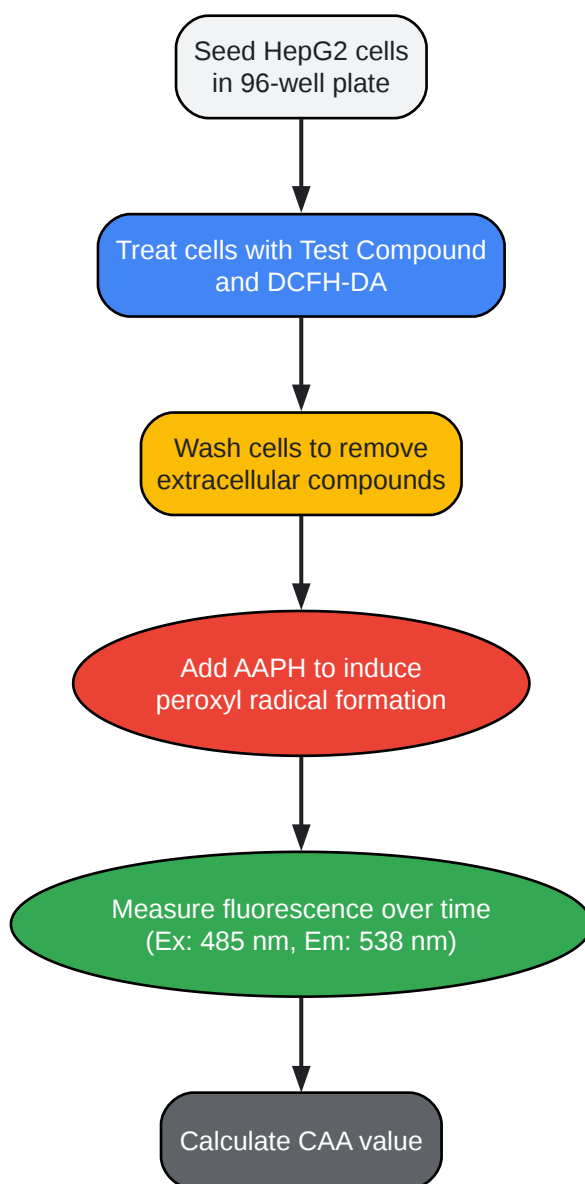 Seed HepG2 cells
in 96-well plate
Treat cells with Test Compound
and DCFH-DA
Wash cells to remove
extracellular compounds
Add AAPH to induce
peroxyl radical formation
Measure fluorescence over time
(Ex: 485 nm, Em: 538 nm)
Calculate CAA value